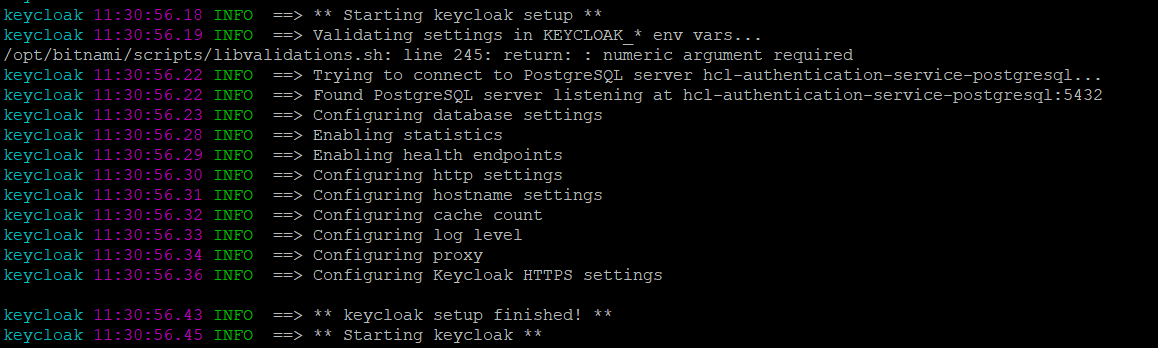 keycloak 11:30:56.18 INFO  ==> ** Starting keycloak setup **
keycloak 11:30:56.19 INFO  ==> Validating settings in KEYCLOAK_* env vars...
/opt/bitnami/scripts/libvalidations.sh: line 245: return: : numeric argument required
keycloak 11:30:56.22 INFO  ==> Trying to connect to PostgreSQL server hcl-authentication-service-postgresql...
keycloak 11:30:56.22 INFO  ==> Found PostgreSQL server listening at hcl-authentication-service-postgresql:5432
keycloak 11:30:56.23 INFO  ==> Configuring database settings
keycloak 11:30:56.28 INFO  ==> Enabling statistics
keycloak 11:30:56.29 INFO  ==> Enabling health endpoints
keycloak 11:30:56.30 INFO  ==> Configuring http settings
keycloak 11:30:56.31 INFO  ==> Configuring hostname settings
keycloak 11:30:56.32 INFO  ==> Configuring cache count
keycloak 11:30:56.33 INFO  ==> Configuring log level
keycloak 11:30:56.34 INFO  ==> Configuring proxy
keycloak 11:30:56.36 INFO  ==> Configuring Keycloak HTTPS settings
keycloak 11:30:56.43 INFO  ==> ** keycloak setup finished! **
keycloak 11:30:56.45 INFO  ==> ** Starting keycloak **